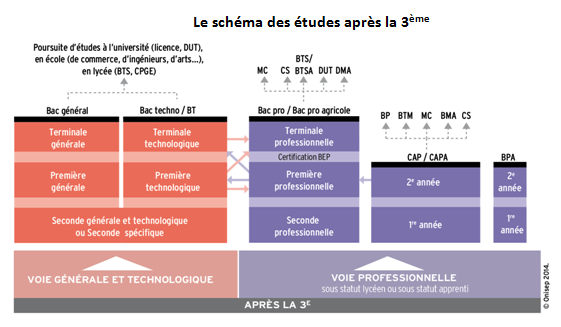 Le schéma des études après la 3ème
Poursuite d'études à l'université (licence, DUT),
en école (de commerce, d'ingénieurs, d'arts...),
en lycée (BTS, CPGE)
BTS/
MC CS BTSA DUT DMA
BP BTM MC BMA CS
Bac général
Bac techno / BT
Bac pro / Bac pro agricole
CAP / CAPA
BPA
Terminale
générale
Terminale
technologique
Terminale
professionnelle
Certification BEP
Première
générale
Première
technologique
Première
professionnelle
2e année
2e
année
Seconde générale et technologique
ou Seconde spécifique
Seconde
professionnelle
1re année
1re
année
VOIE GÉNÉRALE ET TECHNOLOGIQUE
VOIE PROFESSIONNELLE
sous statut lycéen ou sous statut apprenti
APRÈS LA 3E
© Onisep 2014.